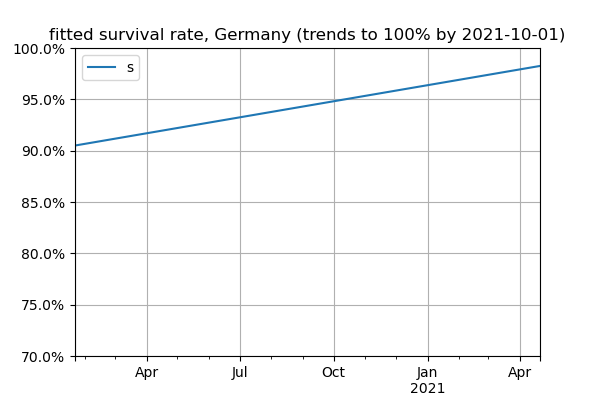 fitted survival rate, Germany (trends to 100% by 2021-10-01)
100.0%
s
95.0%
90.0%
85.0%
80.0%
75.0%
70.0%
Apr Jul Oct Jan Apr
2021